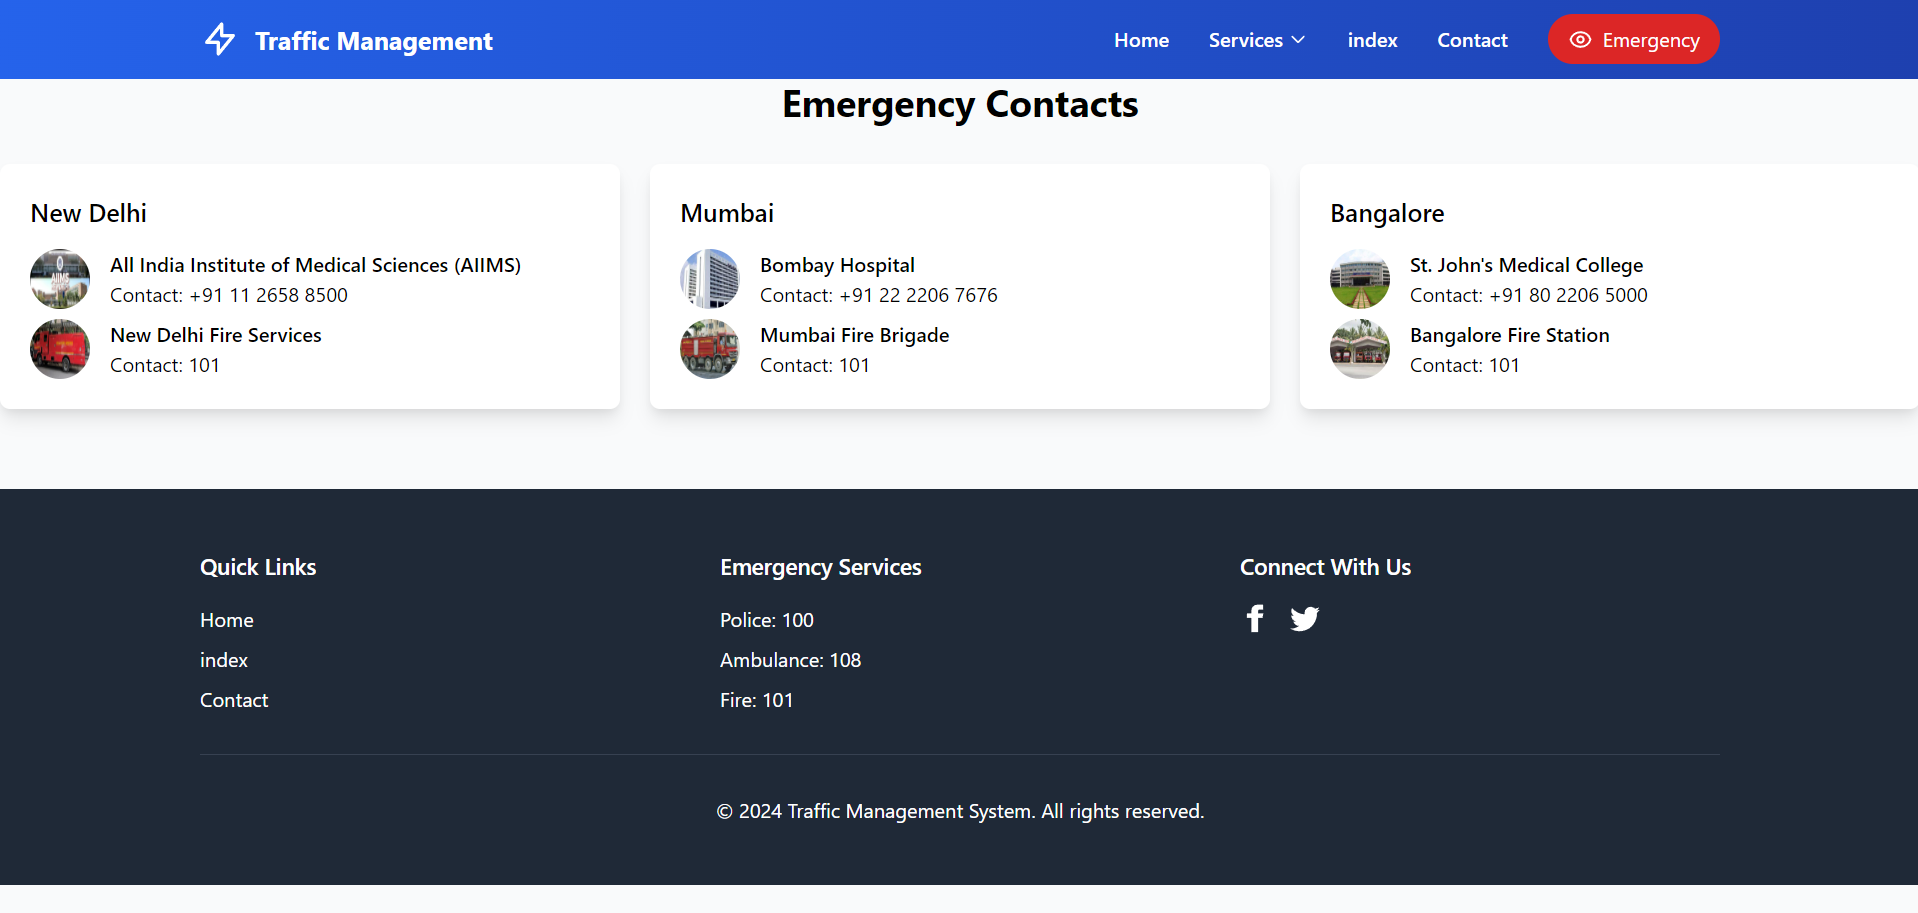 Traffic Management
Home
Services
index
Contact
Emergency
Emergency Contacts
New Delhi
AIIMS
All India Institute of Medical Sciences (AIIMS)
Contact: +91 11 2658 8500
New Delhi Fire Services
Contact: 101
Mumbai
Bombay Hospital
Contact: +91 22 2206 7676
Mumbai Fire Brigade
Contact: 101
Bangalore
St. John's Medical College
Contact: +91 80 2206 5000
Bangalore Fire Station
Contact: 101
Quick Links
Home
index
Contact
Emergency Services
Police: 100
Ambulance: 108
Fire: 101
Connect With Us
© 2024 Traffic Management System. All rights reserved.